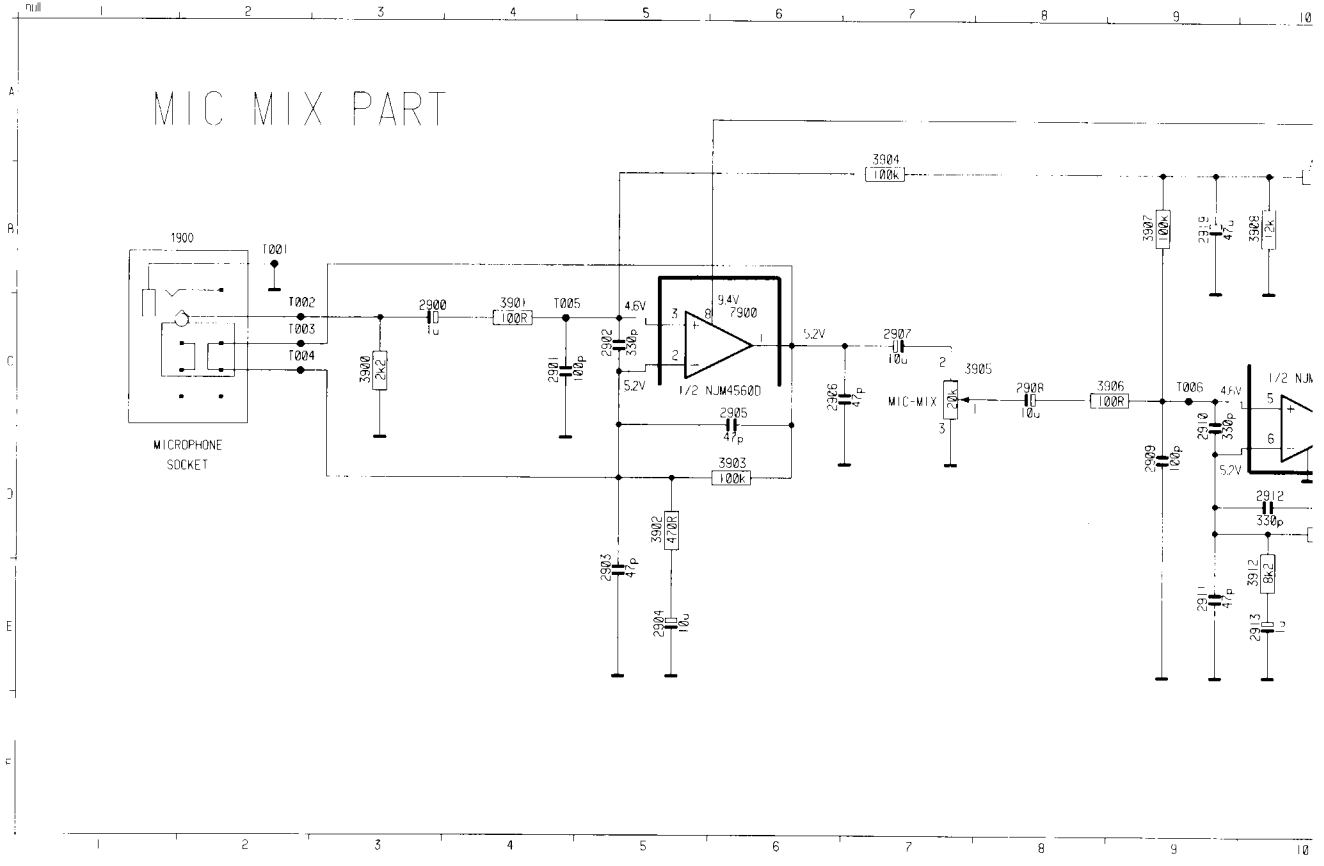 null
1 2 3 4 5 6 7 8 9 10
A
MIC MIX PART
3904
100k
B
1900
T001
3907
100k
2919
47u
3908
12k
T002
T003
T004
C
2900
1u
3901
100R
T005
4.6V
9.4V
3
8
7900
1
2
5.2V
5.2V
2902
330p
1/2 NJM4560D
3900
2k2
2901
100p
2907
10u
2
3905
20k
MIC-MIX
1
3
2906
47p
2908
10u
3906
100R
T006
4.6V
1/2 NJM
5
6
5.2V
2910
330p
2909
100p
2905
47p
3903
100k
MICROPHONE
SOCKET
D
2912
330p
3902
470R
2903
47p
3912
8k2
2911
47p
E
2904
10u
2913
1u
F
1 2 3 4 5 6 7 8 9 10